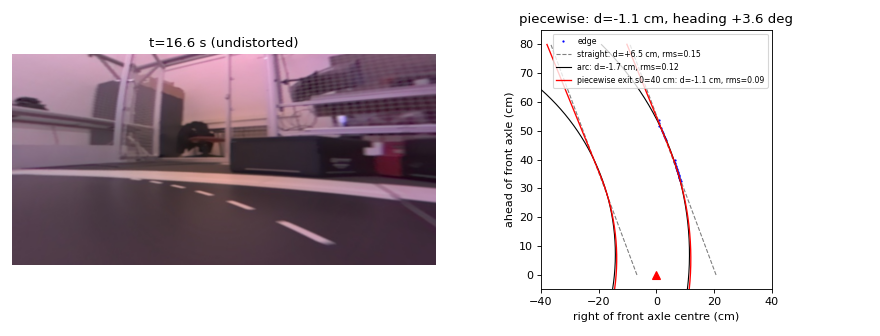 t=16.6 s (undistorted)
piecewise: d=-1.1 cm, heading +3.6 deg
edge
straight: d=+6.5 cm, rms=0.15
arc: d=-1.7 cm, rms=0.12
piecewise exit s0=40 cm: d=-1.1 cm, rms=0.09
ahead of front axle (cm)
80
70
60
50
40
30
20
10
0
−40
−20
0
20
40
right of front axle centre (cm)